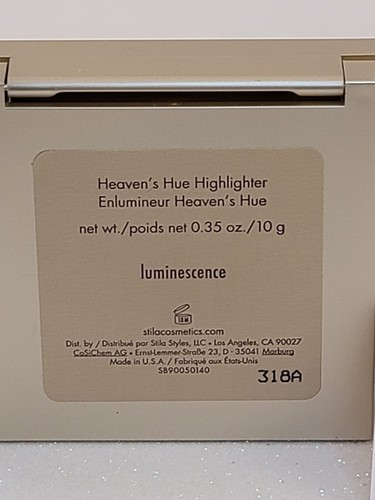 Heaven's Hue Highlighter
Enlumineur Heaven's Hue
net wt./poids net 0.35 oz./10 g
luminescence
18M
stilacosmetics.com
Dist. by / Distribué par Stila Styles, LLC • Los Angeles, CA 90027
CoSiChem AG • Ernst-Lemmer-Straße 23, D - 35041 Marburg
Made in U.S.A. / Fabriqué aux États-Unis
SB90050140
318A